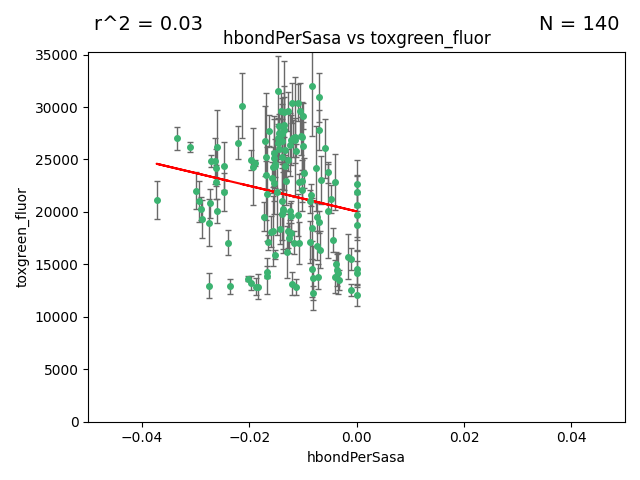 r^2 = 0.03
N = 140
hbondPerSasa vs toxgreen_fluor
35000
30000
25000
20000
15000
10000
5000
0
toxgreen_fluor
−0.04
−0.02
0.00
0.02
0.04
hbondPerSasa